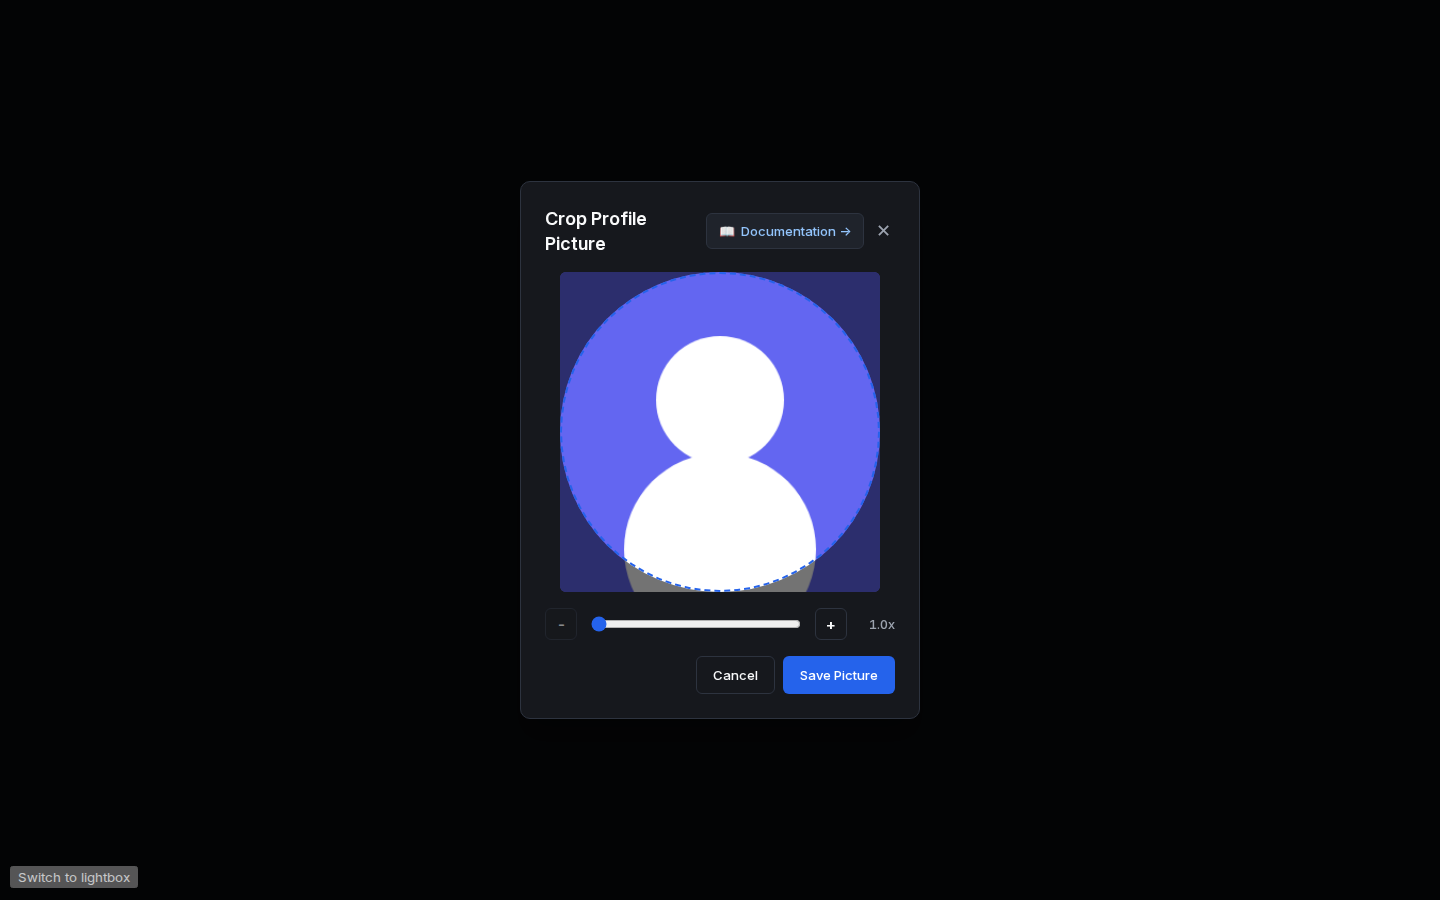 Crop Profile
Picture
📖 Documentation →
✕
-
+
1.0x
Cancel
Save Picture
Switch to lightbox